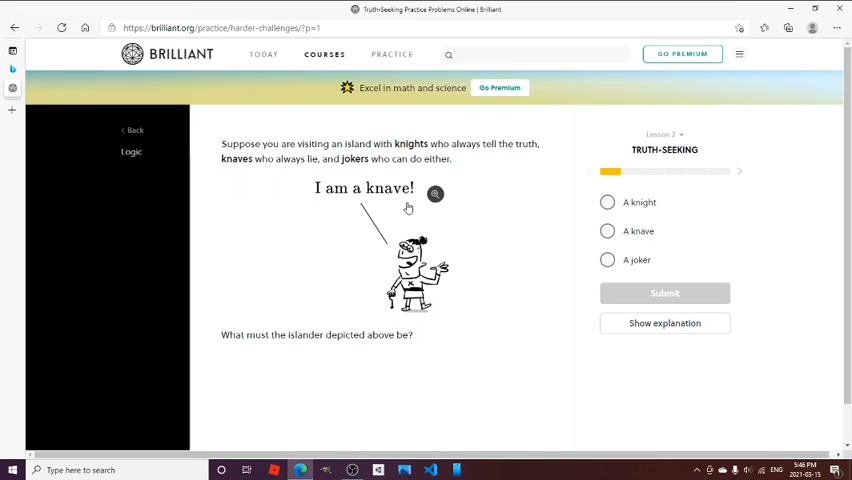 Truth-Seeking Practice Problems Online | Brilliant
https://brilliant.org/practice/harder-challenges/?p=1
BRILLIANT
TODAY
COURSES
PRACTICE
GO PREMIUM
Excel in math and science
Go Premium
Back
Logic
Suppose you are visiting an island with knights who always tell the truth,
knaves who always lie, and jokers who can do either.
I am a knave!
What must the islander depicted above be?
Lesson 2
TRUTH-SEEKING
A knight
A knave
A joker
Submit
Show explanation
Type here to search
ENG
5:46 PM
2021-03-15